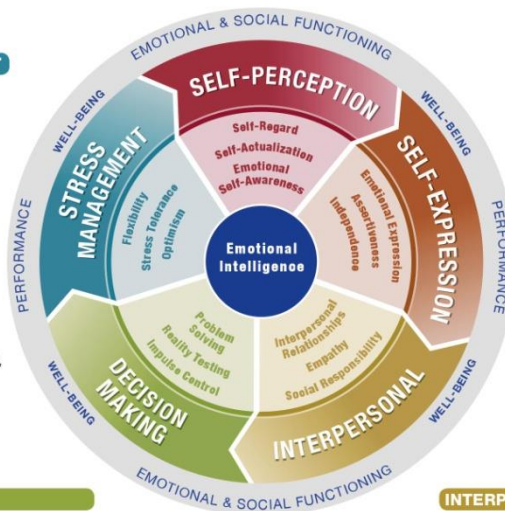 EMOTIONAL & SOCIAL FUNCTIONING
WELL-BEING
PERFORMANCE
WELL-BEING
PERFORMANCE
SELF-PERCEPTION
Self-Regard
Self-Actualization
Emotional
Self-Awareness
SELF-EXPRESSION
Emotional Expression
Assertiveness
Independence
STRESS
MANAGEMENT
Flexibility
Stress Tolerance
Optimism
Emotional
Intelligence
Interpersonal
Relationships
Empathy
Social Responsibility
INTERPERSONAL
Problem
Solving
Reality Testing
Impulse Control
DECISION
MAKING
WELL-BEING
WELL-BEING
EMOTIONAL & SOCIAL FUNCTIONING
INTERP